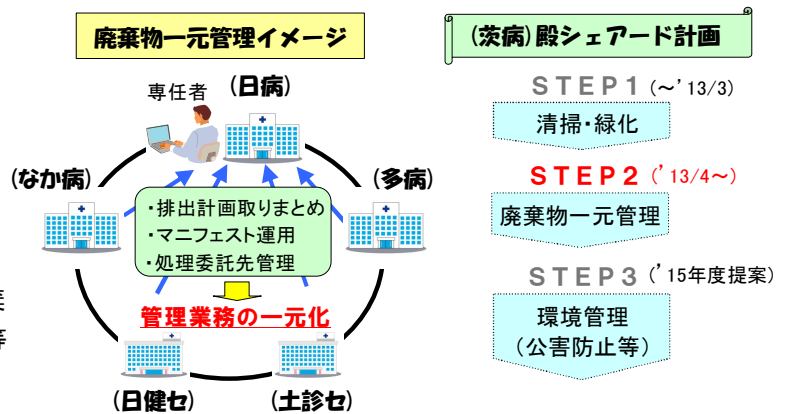 廃棄物一元管理イメージ
専任者
(日病)
(なか病)
(多病)
・排出計画取りまとめ
・マニフェスト運用
・処理委託先管理
管理業務の一元化
等
(日健セ)
(土診セ)
(茨病)殿シェアード計画
ＳＴＥＰ１(～'13/3)
清掃・緑化
ＳＴＥＰ２('13/4～)
廃棄物一元管理
ＳＴＥＰ３('15年度提案)
環境管理
(公害防止等)